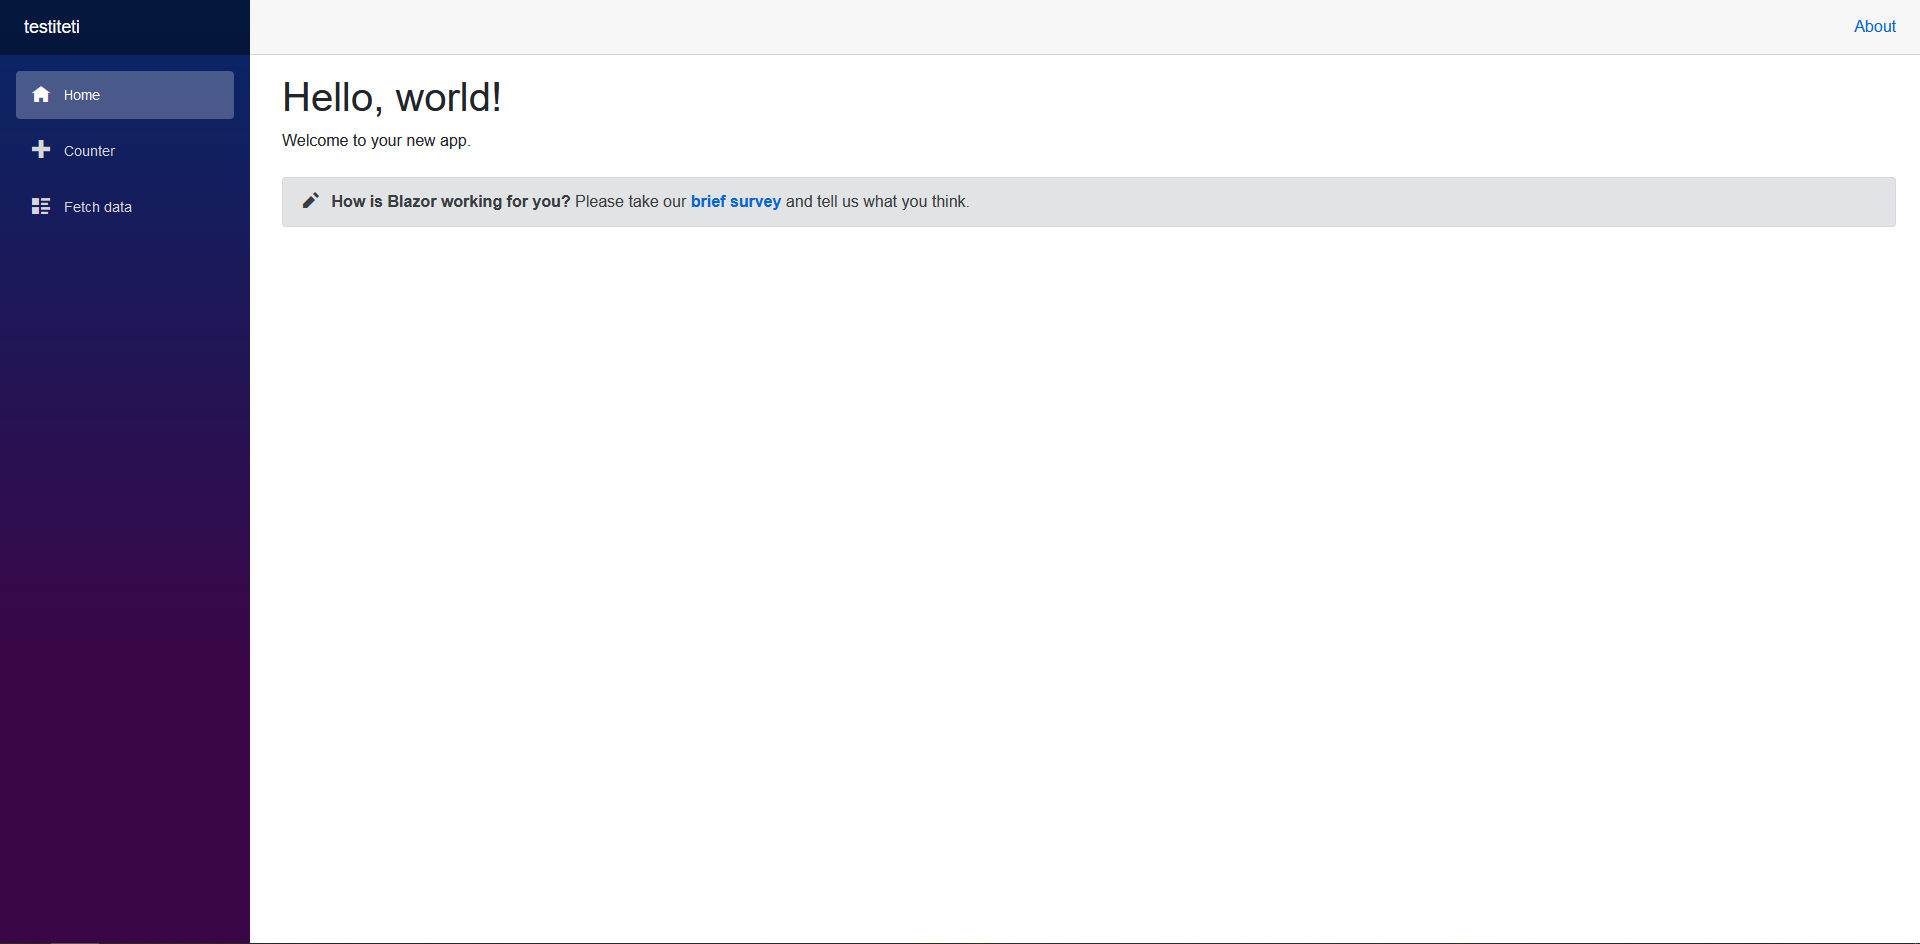 testiteti
About
Home
Counter
Fetch data
Hello, world!
Welcome to your new app.
How is Blazor working for you? Please take our brief survey and tell us what you think.